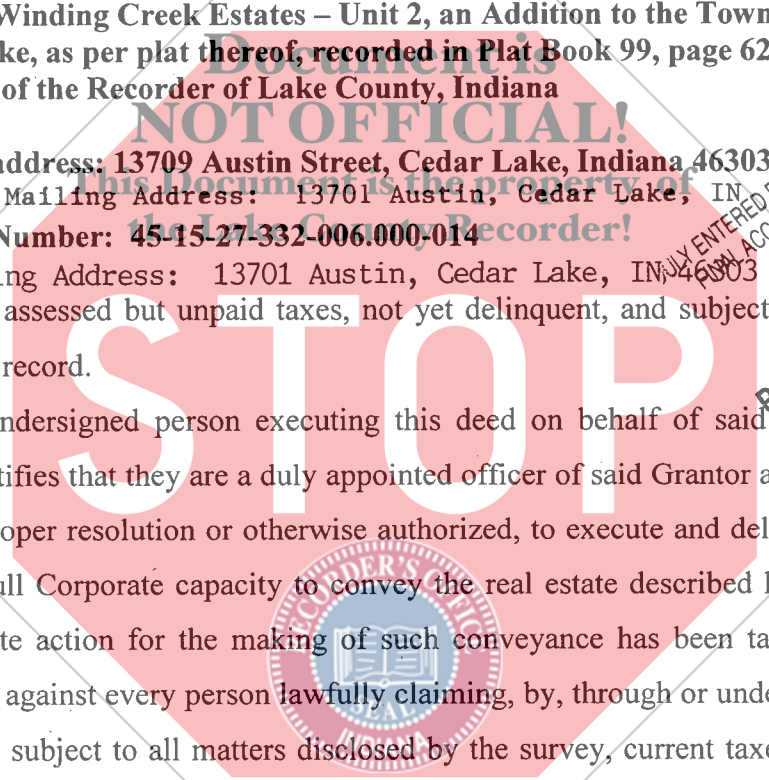 Winding Creek Estates – Unit 2, an Addition to the Town
ke, as per plat thereof, recorded in Plat Book 99, page 62
Document is
of the Recorder of Lake County, Indiana
NOT OFFICIAL!
address: 13709 Austin Street, Cedar Lake, Indiana 46303
This Document is the property of
Mailing Address: 13701 Austin, Cedar Lake, IN
the Lake County Recorder!
Number: 45-15-27-332-006.000-014
DULY ENTERED
FINAL ACC
ng Address: 13701 Austin, Cedar Lake, IN 46303
assessed but unpaid taxes, not yet delinquent, and subject
record.
STOP
ndersigned person executing this deed on behalf of said
tifies that they are a duly appointed officer of said Grantor a
oper resolution or otherwise authorized, to execute and del
ull Corporate capacity to convey the real estate described
te action for the making of such conveyance has been ta
against every person lawfully claiming, by, through or unde
subject to all matters disclosed by the survey, current taxe
RECORDER'S OFFICE
SEAL
INDIANA